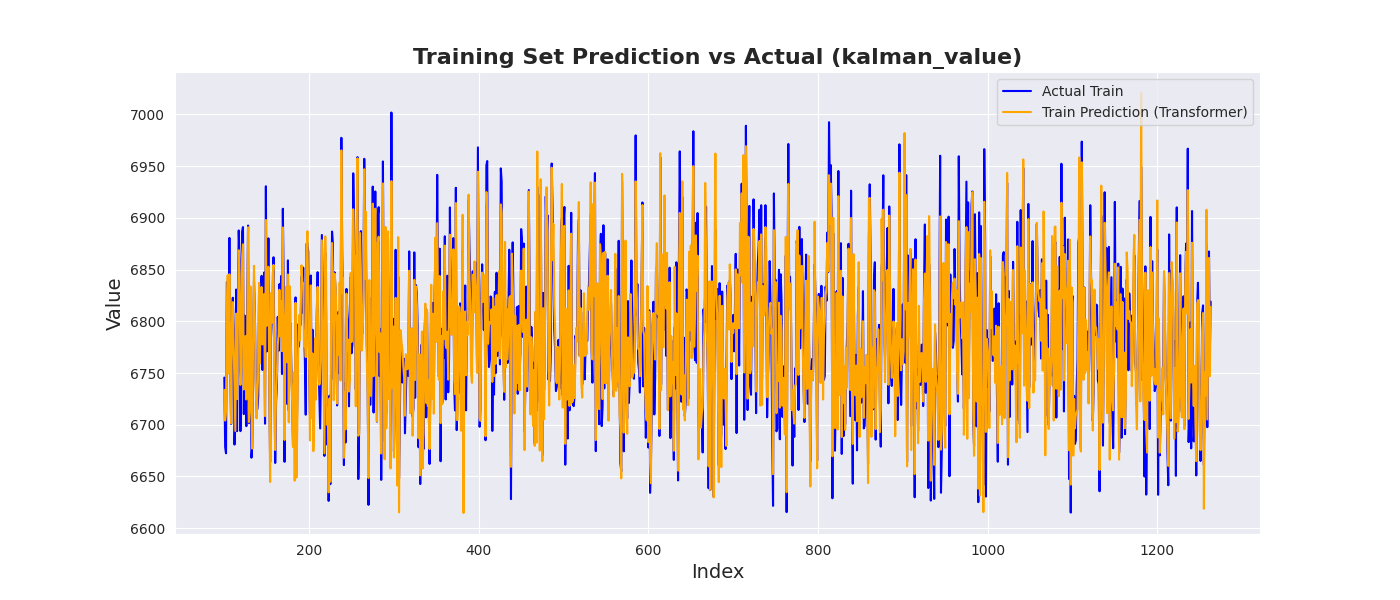 Training Set Prediction vs Actual (kalman_value)
Actual Train
Train Prediction (Transformer)
7000
6950
6900
6850
6800
6750
6700
6650
6600
Value
200 400 600 800 1000 1200
Index